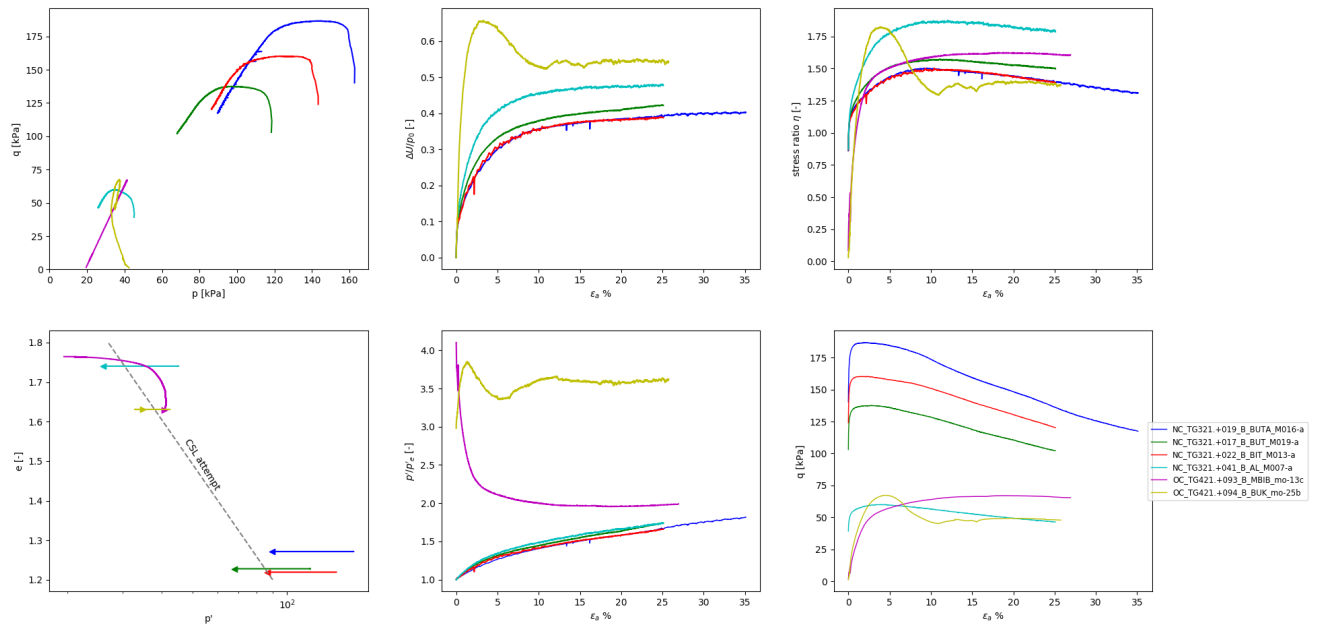 175
150
125
100
75
50
25
0
q [kPa]
0 20 40 60 80 100 120 140 160
p [kPa]
0.6
0.5
0.4
0.3
0.2
0.1
0.0
ΔU/p₀ [-]
0 5 10 15 20 25 30 35
εₐ %
1.75
1.50
1.25
1.00
0.75
0.50
0.25
0.00
stress ratio η [-]
0 5 10 15 20 25 30 35
εₐ %
1.8
1.7
1.6
1.5
1.4
1.3
1.2
e [-]
CSL attempt
10²
p'
4.0
3.5
3.0
2.5
2.0
1.5
1.0
p'/p'ₑ [-]
0 5 10 15 20 25 30 35
εₐ %
175
150
125
100
75
50
25
0
q [kPa]
0 5 10 15 20 25 30 35
εₐ %
NC_TG321.+019_B_BUTA_M016-a
NC_TG321.+017_B_BUT_M019-a
NC_TG321.+022_B_BIT_M013-a
NC_TG321.+041_B_AL_M007-a
OC_TG421.+093_B_MBIB_mo-13c
OC_TG421.+094_B_BUK_mo-25b